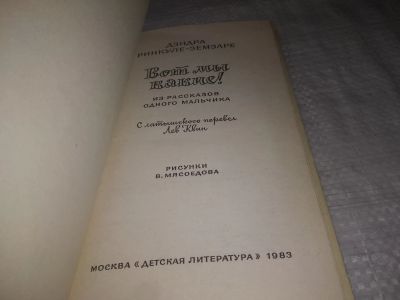 ДЗИДРА
РИНКУЛЕ-ЗЕМЗАРЕ
Вот мы
какие!
ИЗ РАССКАЗОВ
ОДНОГО МАЛЬЧИКА
С латышского перевел
Лев Квин
РИСУНКИ
В. МЯСОЕДОВА
МОСКВА «ДЕТСКАЯ ЛИТЕРАТУРА» 1983